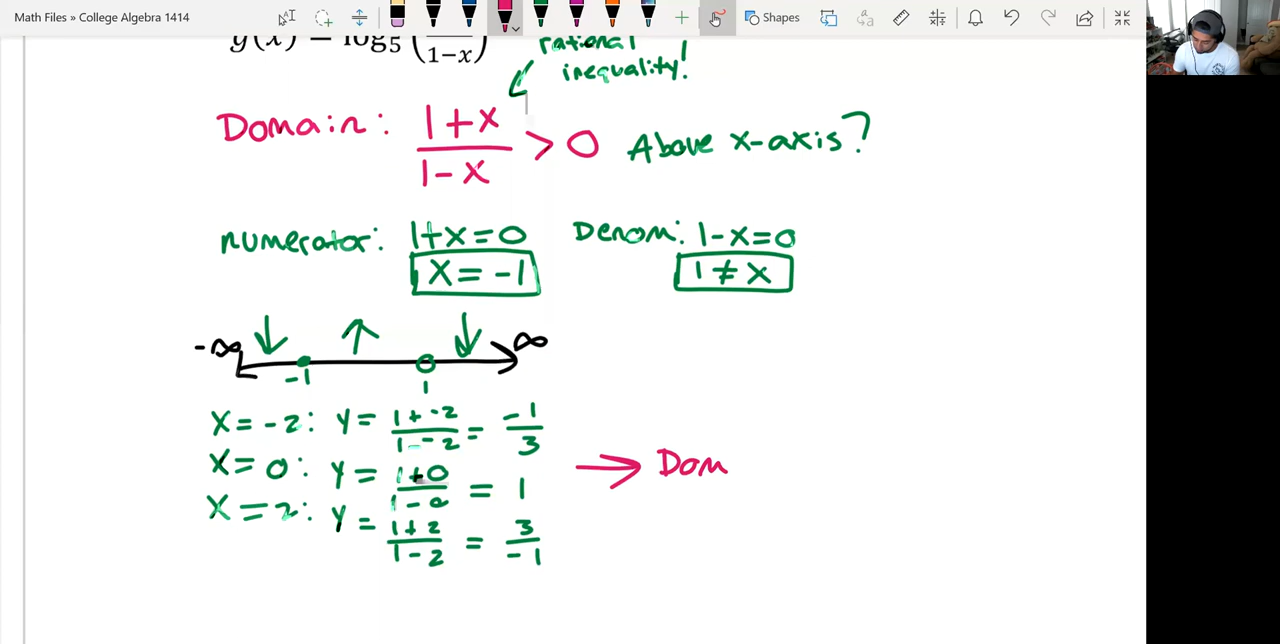 Math Files » College Algebra 1414
Shapes
y(x) = log5 (—/1-x)
rational
inequality!
Domain: (1+x)/(1-x) > 0 Above x-axis?
numerator: 1+x=0 Denom: 1-x=0
x = -1 1 ≠ x
-∞ ↓ ↑ ↓ ∞
-1 1
x = -2: y = (1+-2)/(1--2) = -1/3
x = 0: y = (1+0)/(1-0) = 1 → Dom
x = 2: y = (1+2)/(1-2) = 3/-1